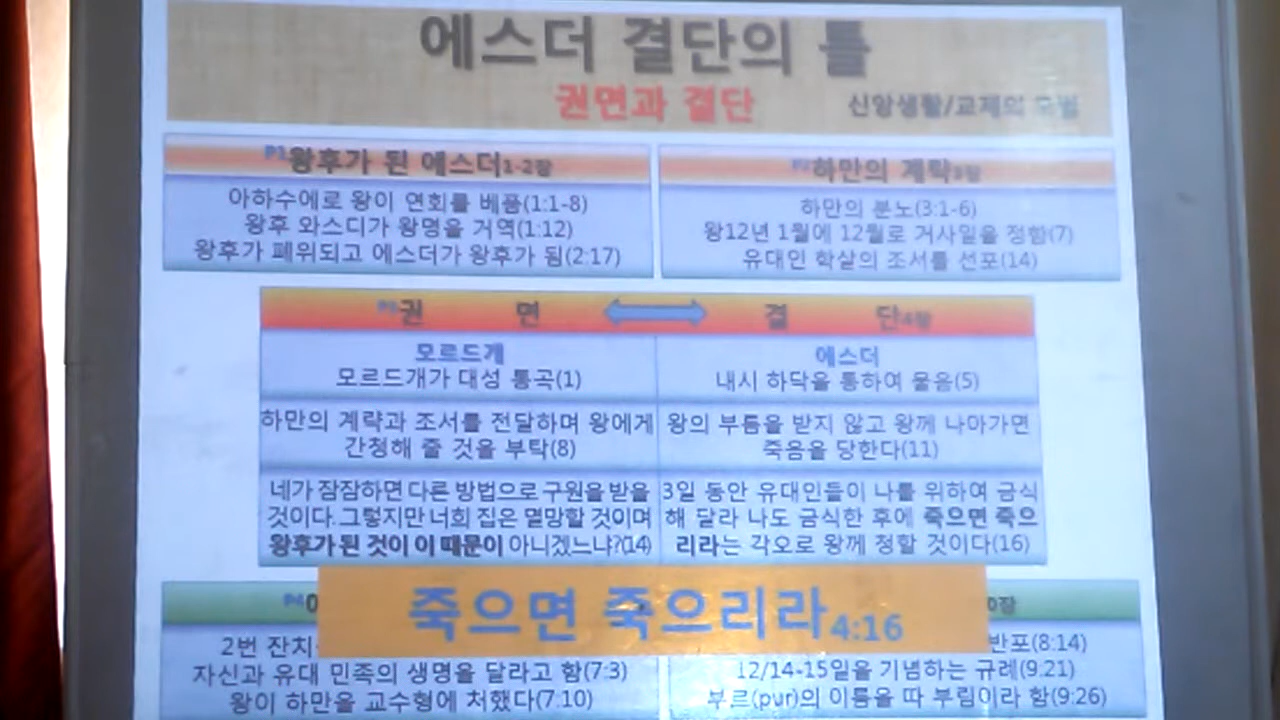 에스더 결단의 틀
권면과 결단
신앙생활/교제의
P1왕후가 된 에스더1-2장
아하수에로 왕이 연회를 베품(1:1-8)
왕후 와스디가 왕명을 거역(1:12)
왕후가 폐위되고 에스더가 왕후가 됨(2:17)
P2하만의 계략3장
하만의 분노(3:1-6)
왕12년 1월에 12월로 거사일을 정함(7)
유대인 학살의 조서를 선포(14)
P3권 면
결 단4장
모르드개
모르드개가 대성 통곡(1)
에스더
내시 하닥을 통하여 물음(5)
하만의 계략과 조서를 전달하며 왕에게
간청해 줄 것을 부탁(8)
왕의 부름을 받지 않고 왕께 나아가면
죽음을 당한다(11)
네가 잠잠하면 다른 방법으로 구원을 받을
것이다. 그렇지만 너희 집은 멸망할 것이며
왕후가 된 것이 이 때문이 아니겠느냐?(14)
3일 동안 유대인들이 나를 위하여 금식
해 달라 나도 금식한 후에 죽으면 죽으
리라는 각오로 왕께 청할 것이다(16)
죽으면 죽으리라4:16
P4
2번 잔치
자신과 유대 민족의 생명을 달라고 함(7:3)
왕이 하만을 교수형에 처했다(7:10)
0장
반포(8:14)
12/14-15일을 기념하는 규례(9:21)
부르(pur)의 이름을 따 부림이라 함(9:26)